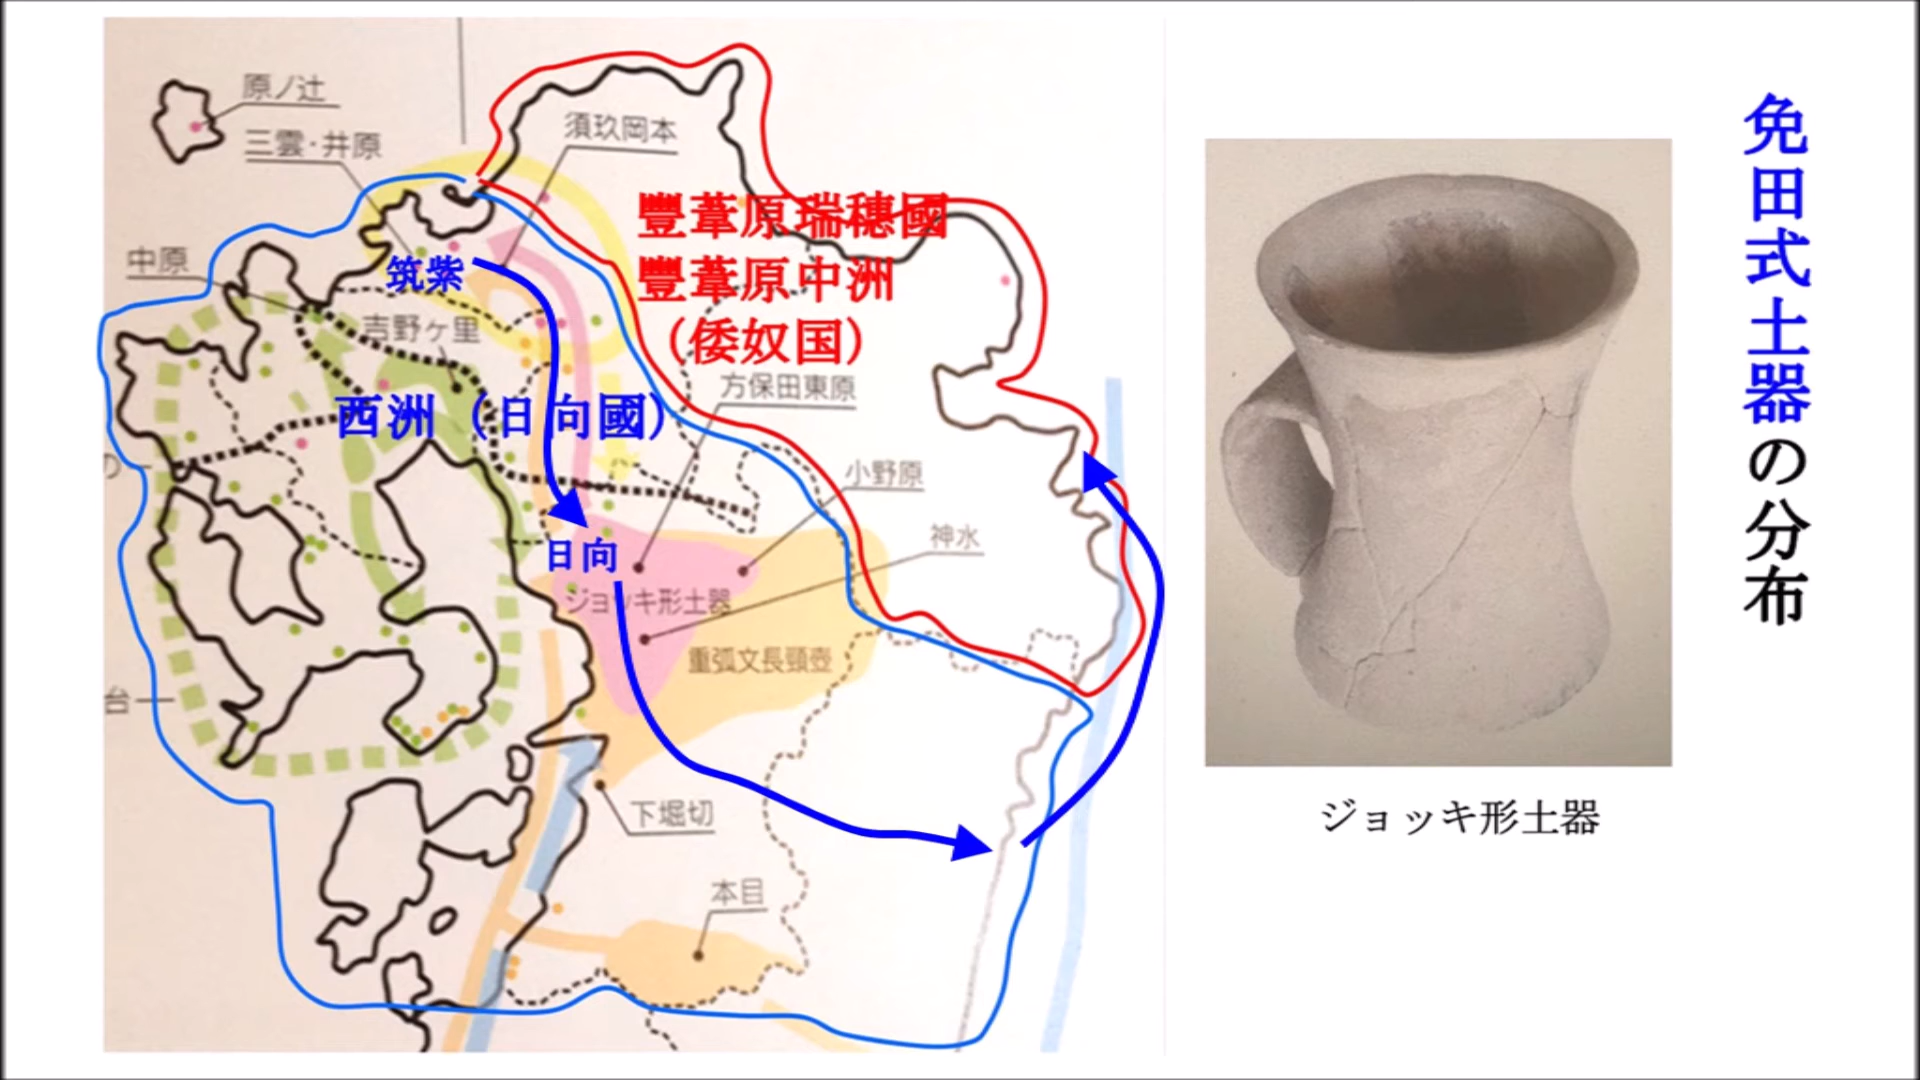 免田式土器の分布
原ノ辻
三雲・井原
須玖岡本
豐葦原瑞穗國
豐葦原中洲
（倭奴国）
中原
筑紫
吉野ヶ里
西洲（日向國）
方保田東原
の
小野原
神水
日向
ジョッキ形土器
重弧文長頸壺
台
下堀切
本目
ジョッキ形土器